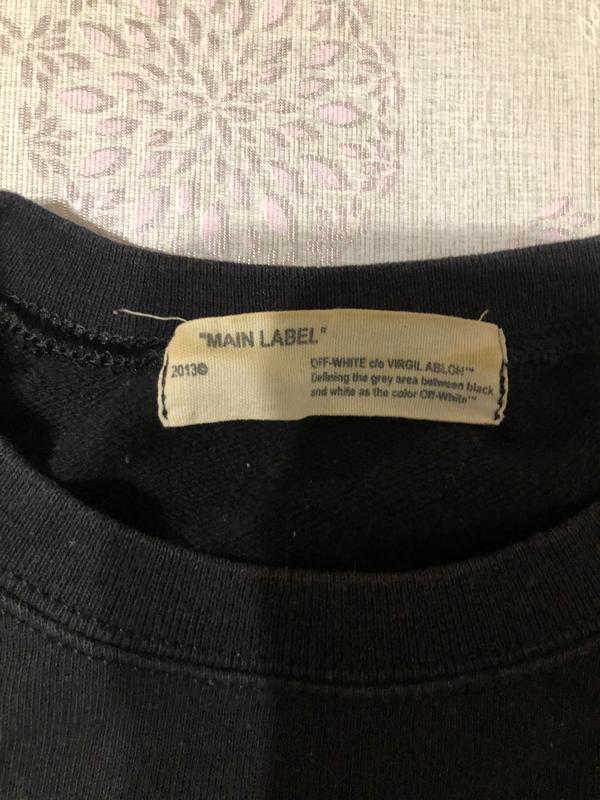 "MAIN LABEL"
2013©
OFF-WHITE c/o VIRGIL ABLOH™
Defining the grey area between black
and white as the color Off-White™